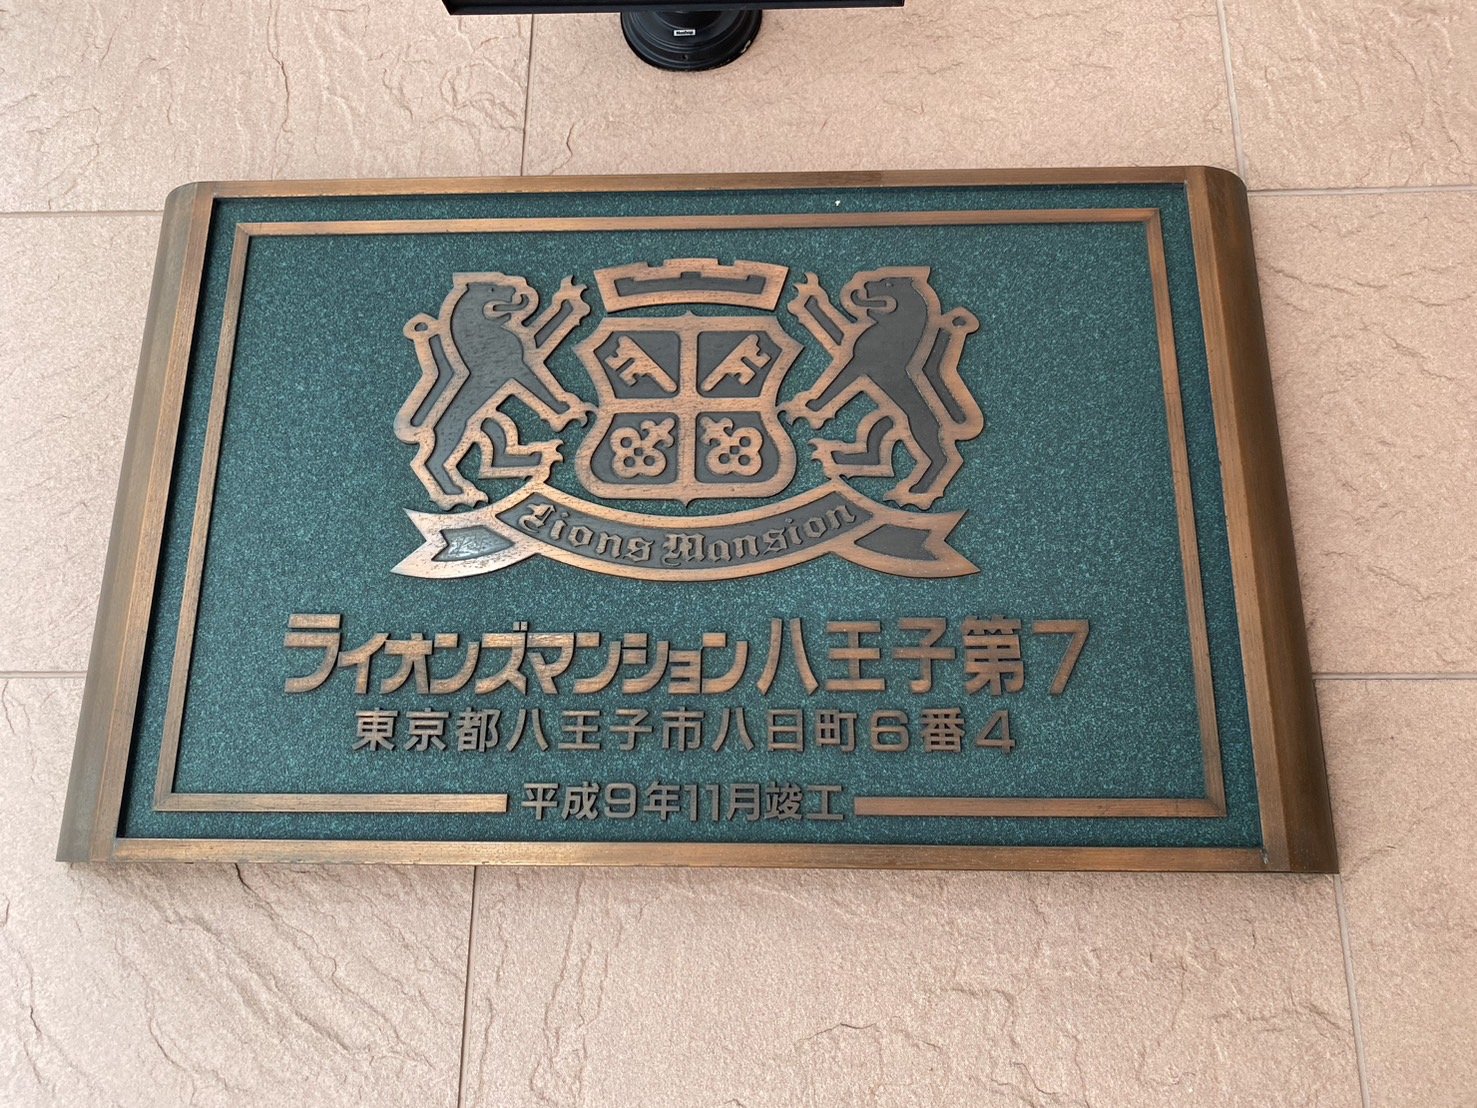 Lions Mansion
ライオンズマンション八王子第7
東京都八王子市八日町6番4
平成9年11月竣工